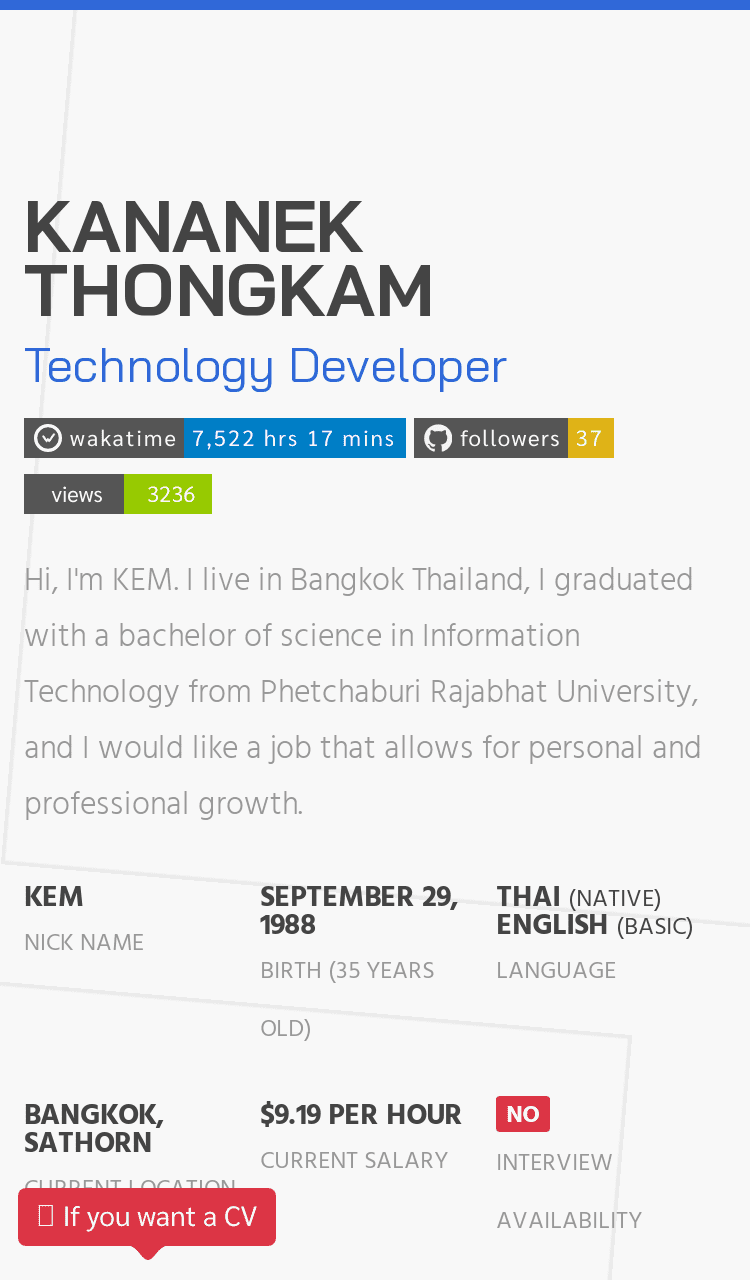 KANANEK
THONGKAM
Technology Developer
wakatime 7,522 hrs 17 mins
followers 37
views 3236
Hi, I'm KEM. I live in Bangkok Thailand, I graduated
with a bachelor of science in Information
Technology from Phetchaburi Rajabhat University,
and I would like a job that allows for personal and
professional growth.
KEM
NICK NAME
SEPTEMBER 29,
1988
BIRTH (35 YEARS
OLD)
THAI (NATIVE)
ENGLISH (BASIC)
LANGUAGE
BANGKOK,
SATHORN
CURRENT LOCATION
$9.19 PER HOUR
CURRENT SALARY
NO
INTERVIEW
AVAILABILITY
If you want a CV